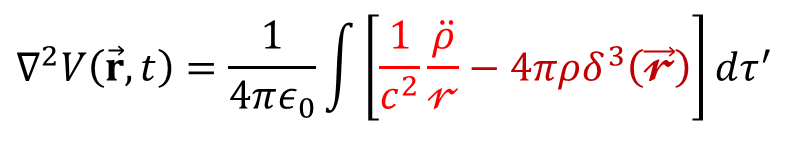 ∇²V(r⃗, t) = 1/(4πϵ₀) ∫ [1/c² ρ̈/𝓇 − 4πρδ³(𝓇⃗)] dτ′